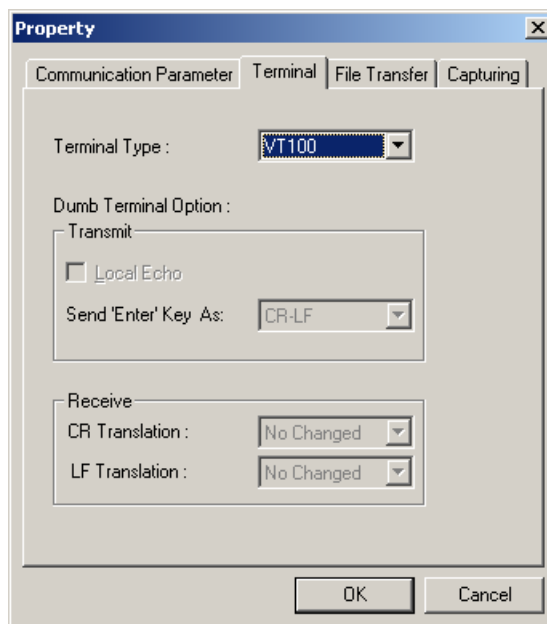 Property
Communication Parameter Terminal File Transfer Capturing
Terminal Type : VT100
Dumb Terminal Option :
Transmit
Local Echo
Send 'Enter' Key As: CR-LF
Receive
CR Translation : No Changed
LF Translation : No Changed
OK Cancel